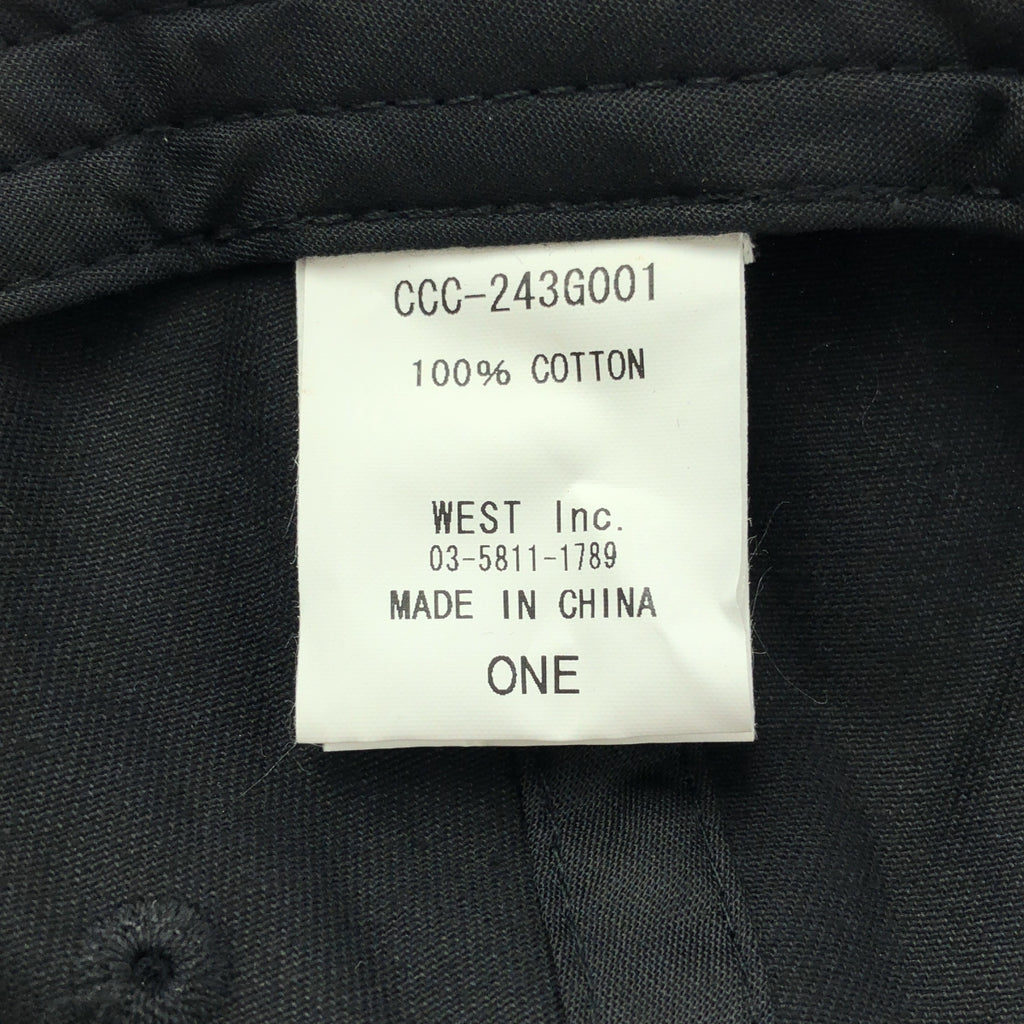 CCC-243G001
100% COTTON
WEST Inc.
03-5811-1789
MADE IN CHINA
ONE